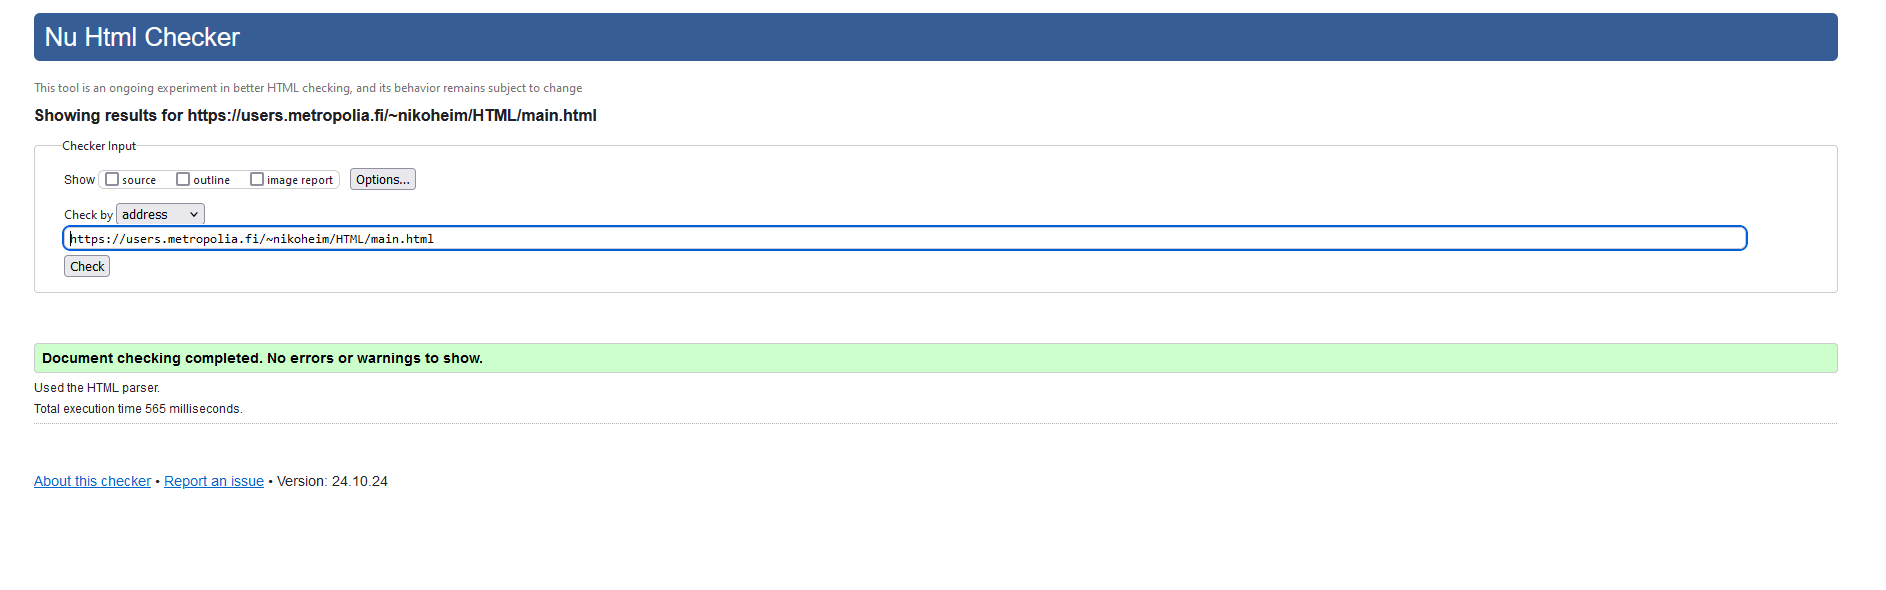 Nu Html Checker
This tool is an ongoing experiment in better HTML checking, and its behavior remains subject to change
Showing results for https://users.metropolia.fi/~nikoheim/HTML/main.html
Checker Input
Show source outline image report Options...
Check by address
https://users.metropolia.fi/~nikoheim/HTML/main.html
Check
Document checking completed. No errors or warnings to show.
Used the HTML parser.
Total execution time 565 milliseconds.
About this checker • Report an issue • Version: 24.10.24